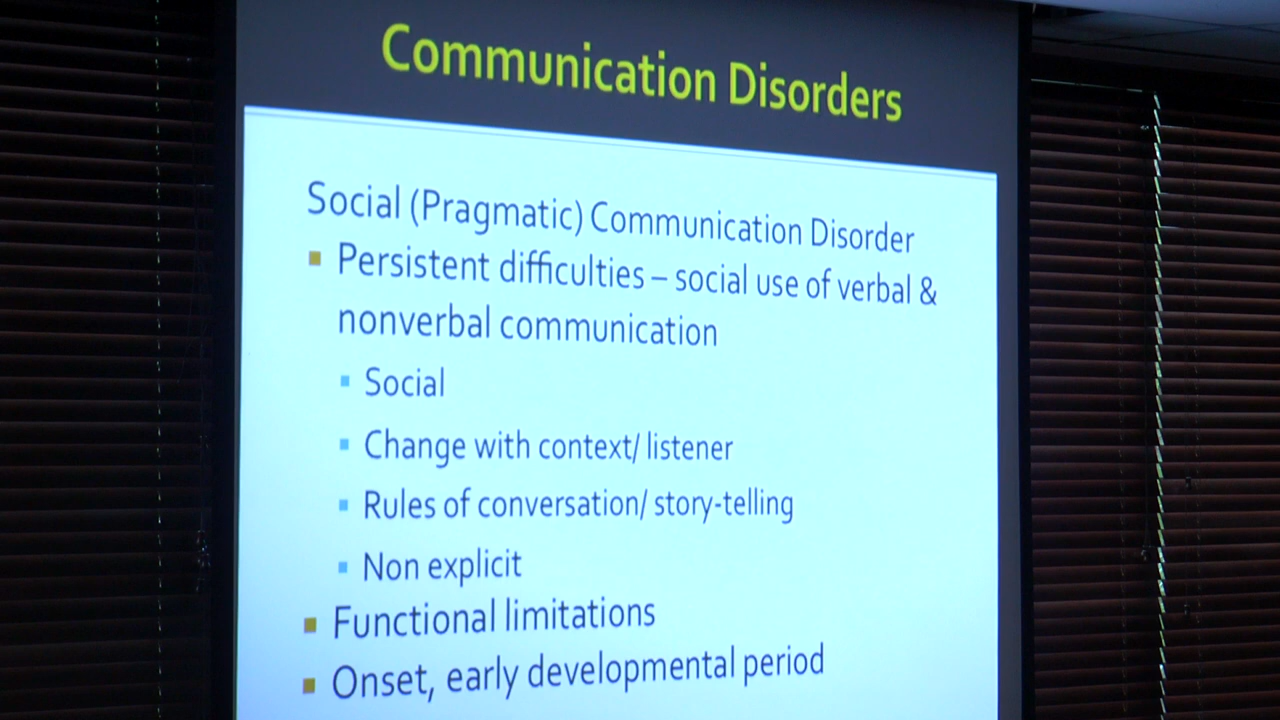 Communication Disorders
Social (Pragmatic) Communication Disorder
Persistent difficulties – social use of verbal &
nonverbal communication
Social
Change with context/ listener
Rules of conversation/ story-telling
Non explicit
Functional limitations
Onset, early developmental period